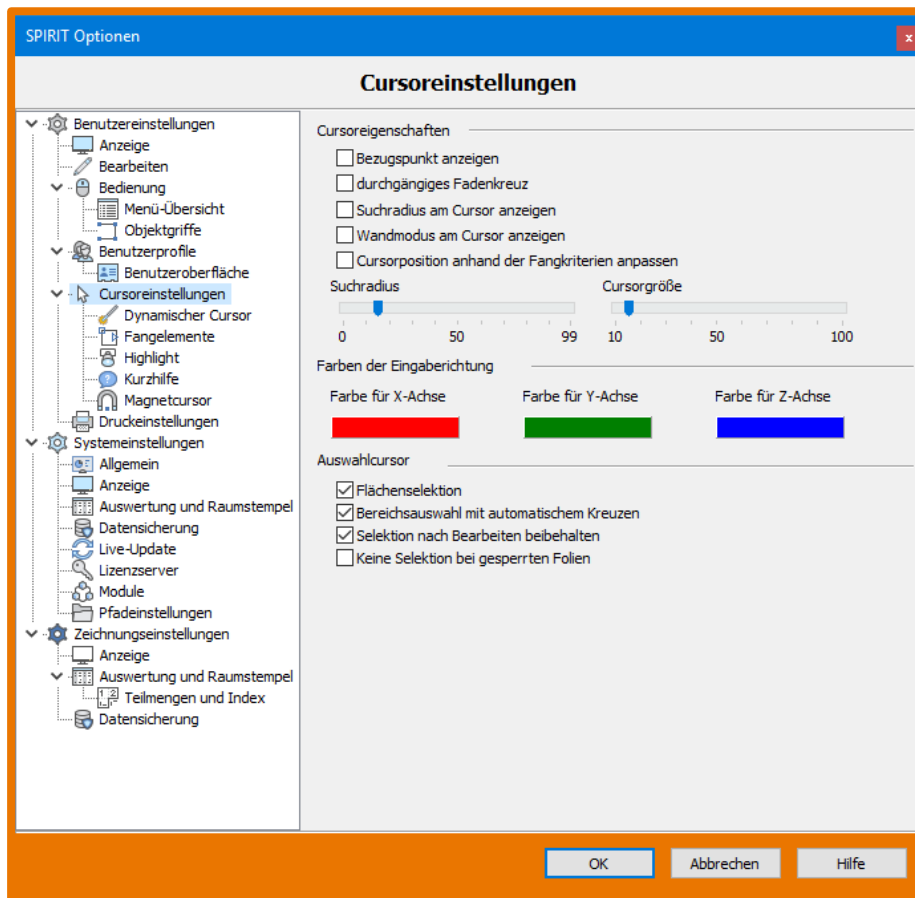 SPIRIT Optionen
x
Cursoreinstellungen
Benutzereinstellungen
Anzeige
Bearbeiten
Bedienung
Menü-Übersicht
Objektgriffe
Benutzerprofile
Benutzeroberfläche
Cursoreinstellungen
Dynamischer Cursor
Fangelemente
Highlight
Kurzhilfe
Magnetcursor
Druckeinstellungen
Systemeinstellungen
Allgemein
Anzeige
Auswertung und Raumstempel
Datensicherung
Live-Update
Lizenzserver
Module
Pfadeinstellungen
Zeichnungseinstellungen
Anzeige
Auswertung und Raumstempel
Teilmengen und Index
Datensicherung
Cursoreigenschaften
Bezugspunkt anzeigen
durchgängiges Fadenkreuz
Suchradius am Cursor anzeigen
Wandmodus am Cursor anzeigen
Cursorposition anhand der Fangkriterien anpassen
Suchradius Cursorgröße
0 50 99 10 50 100
Farben der Eingaberichtung
Farbe für X-Achse Farbe für Y-Achse Farbe für Z-Achse
Auswahlcursor
Flächenselektion
Bereichsauswahl mit automatischem Kreuzen
Selektion nach Bearbeiten beibehalten
Keine Selektion bei gesperrten Folien
OK Abbrechen Hilfe